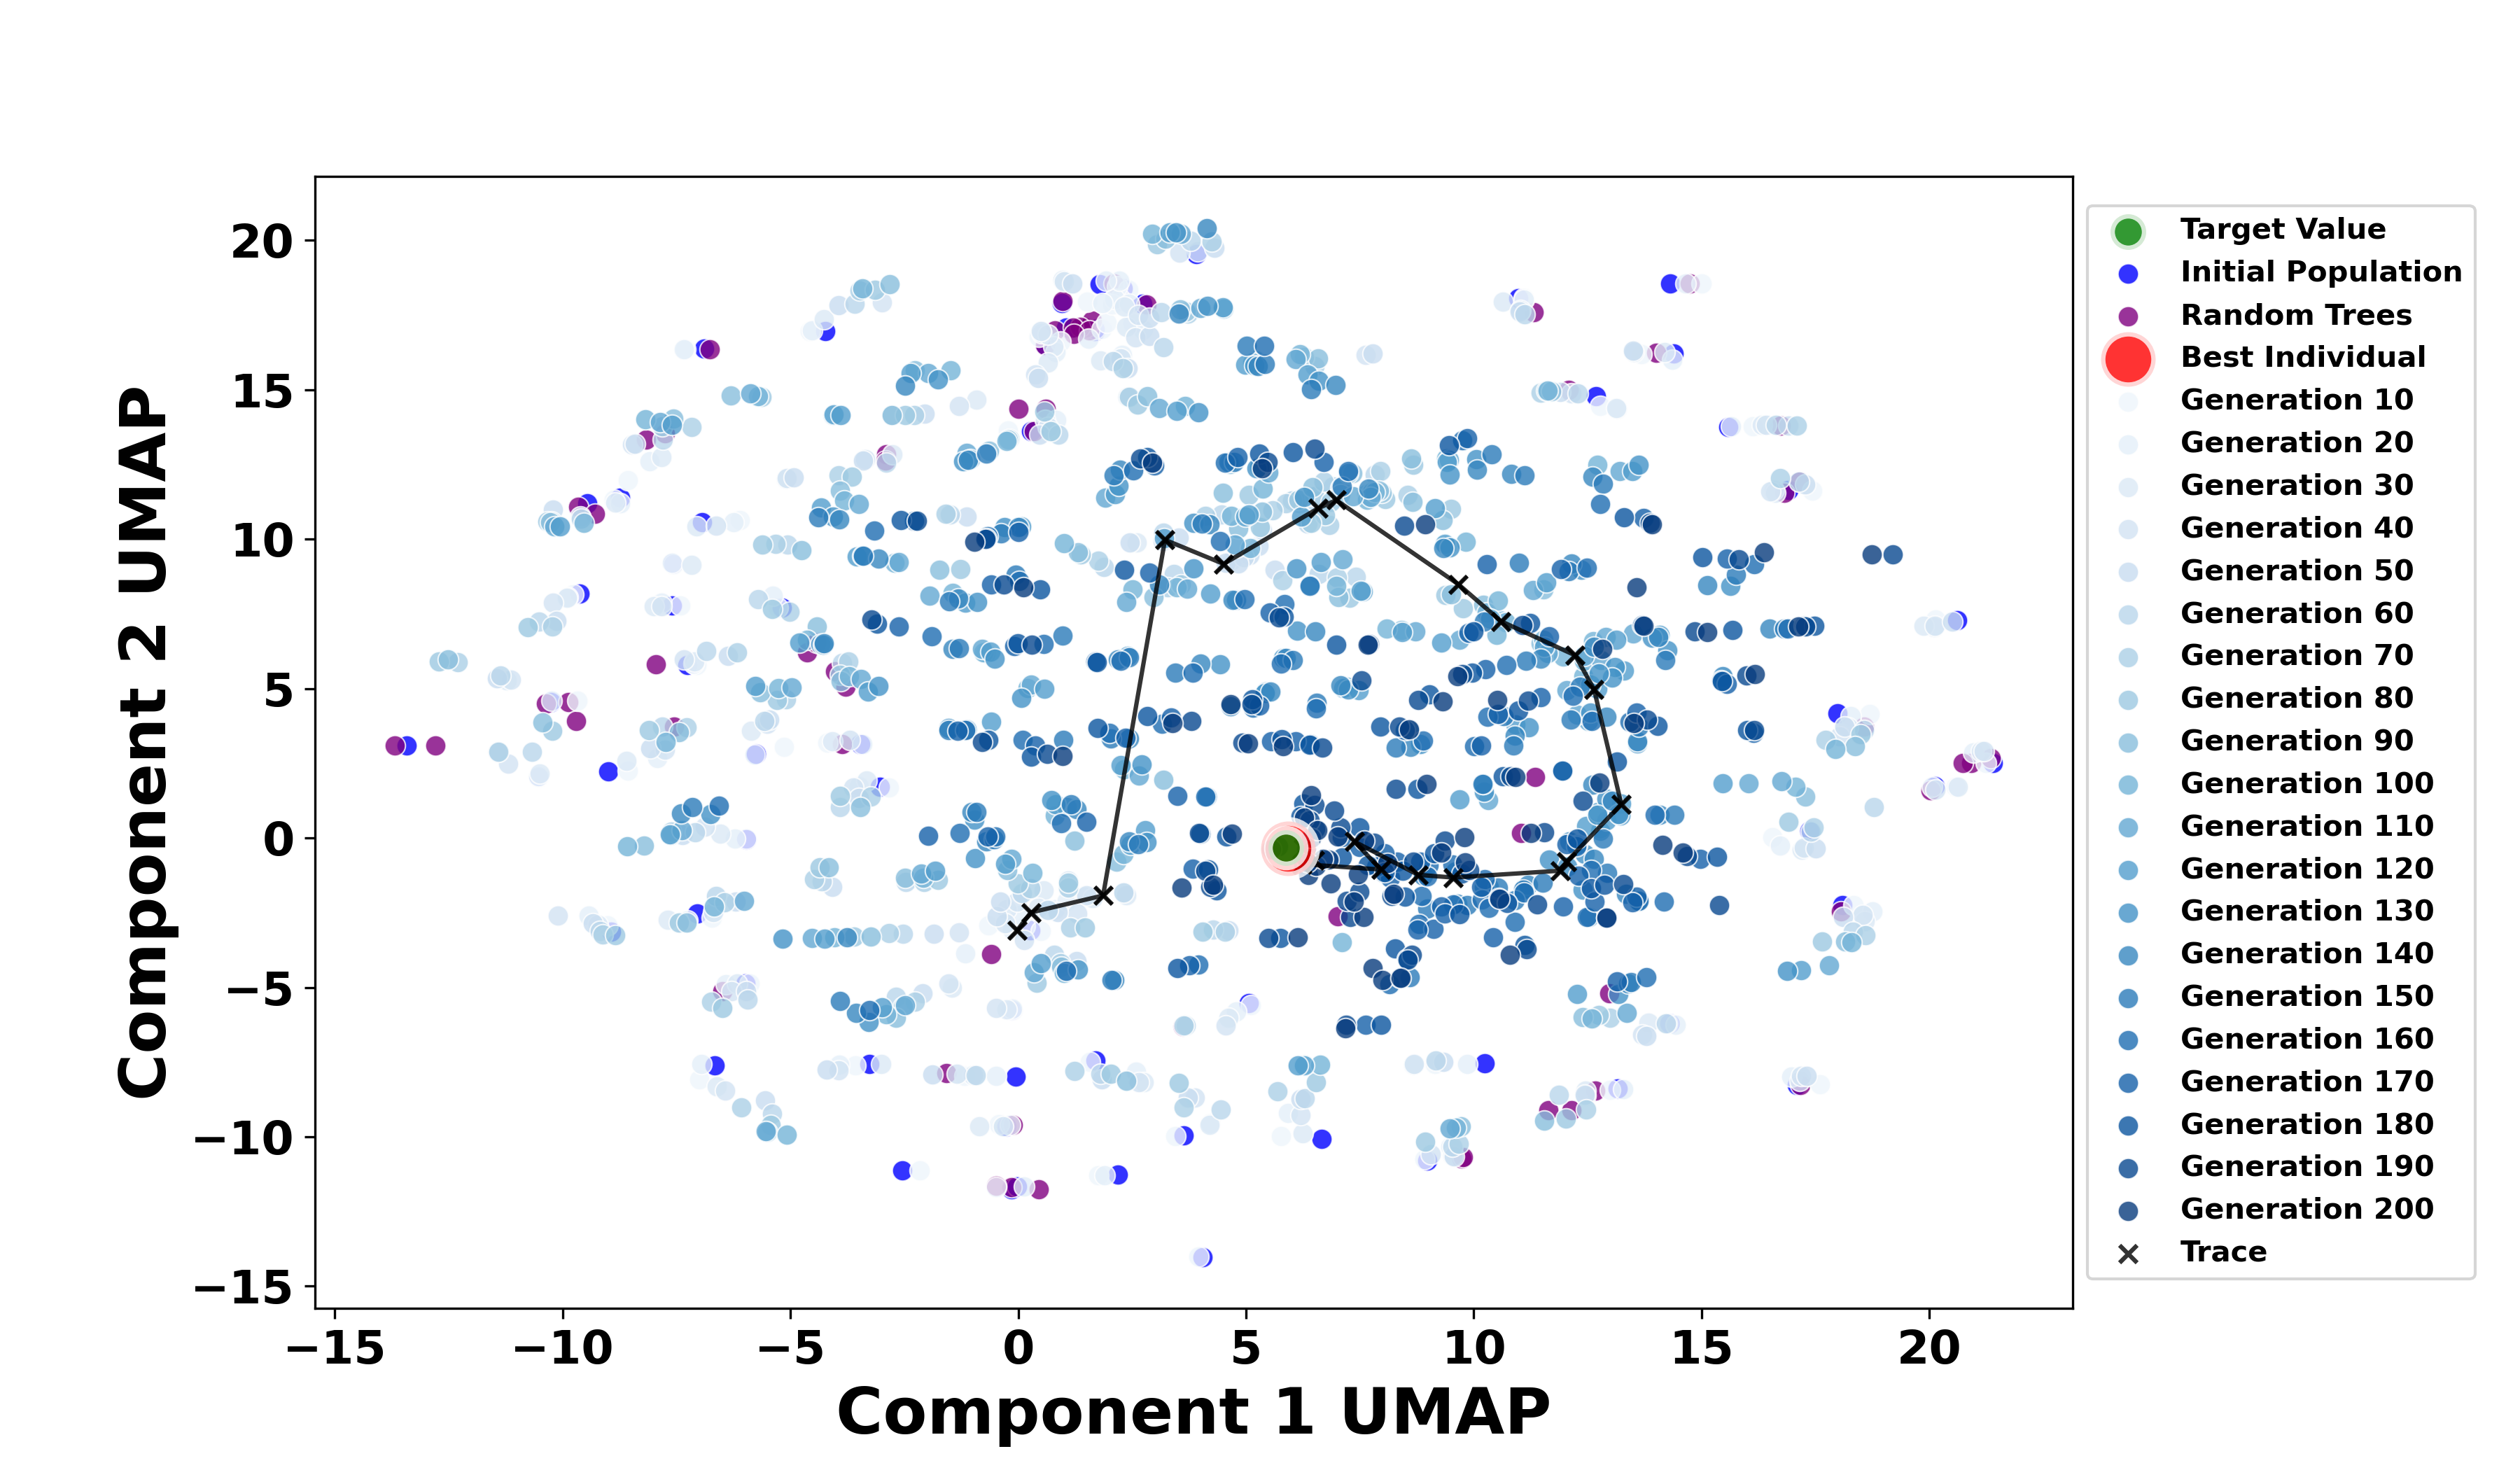 Component 2 UMAP
20
15
10
5
0
−5
−10
−15
−15 −10 −5 0 5 10 15 20
Component 1 UMAP
Target Value
Initial Population
Random Trees
Best Individual
Generation 10
Generation 20
Generation 30
Generation 40
Generation 50
Generation 60
Generation 70
Generation 80
Generation 90
Generation 100
Generation 110
Generation 120
Generation 130
Generation 140
Generation 150
Generation 160
Generation 170
Generation 180
Generation 190
Generation 200
Trace